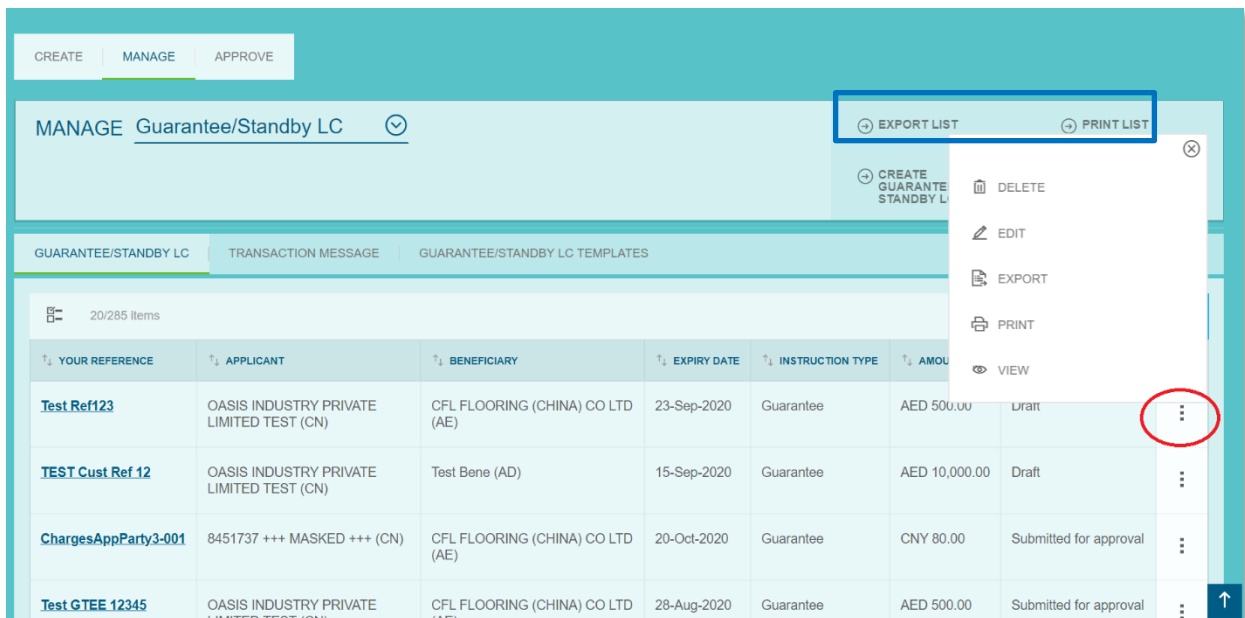 CREATE MANAGE APPROVE
MANAGE Guarantee/Standby LC
EXPORT LIST PRINT LIST
CREATE
GUARANTE
STANDBY L
DELETE
EDIT
EXPORT
PRINT
VIEW
GUARANTEE/STANDBY LC TRANSACTION MESSAGE GUARANTEE/STANDBY LC TEMPLATES
20/285 Items
YOUR REFERENCE APPLICANT BENEFICIARY EXPIRY DATE INSTRUCTION TYPE AMOU
Test Ref123 OASIS INDUSTRY PRIVATE CFL FLOORING (CHINA) CO LTD 23-Sep-2020 Guarantee AED 500.00 Draft
LIMITED TEST (CN) (AE)
TEST Cust Ref 12 OASIS INDUSTRY PRIVATE Test Bene (AD) 15-Sep-2020 Guarantee AED 10,000.00 Draft
LIMITED TEST (CN)
ChargesAppParty3-001 8451737 +++ MASKED +++ (CN) CFL FLOORING (CHINA) CO LTD 20-Oct-2020 Guarantee CNY 80.00 Submitted for approval
(AE)
Test GTEE 12345 OASIS INDUSTRY PRIVATE CFL FLOORING (CHINA) CO LTD 28-Aug-2020 Guarantee AED 500.00 Submitted for approval
LIMITED TEST (CN) (AE)